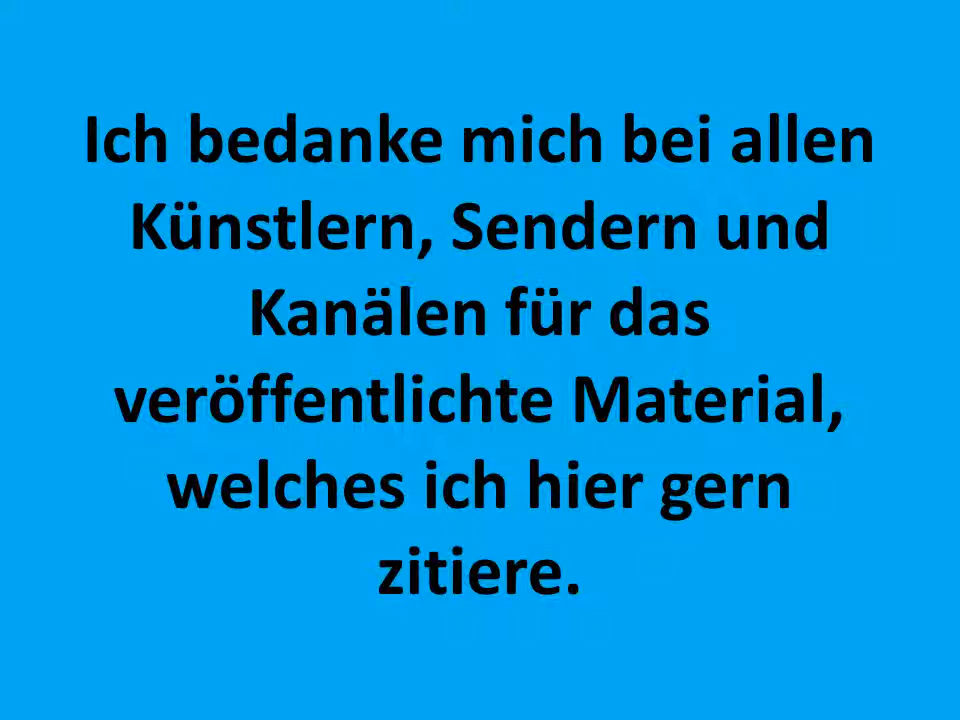 Ich bedanke mich bei allen
Künstlern, Sendern und
Kanälen für das
veröffentlichte Material,
welches ich hier gern
zitiere.